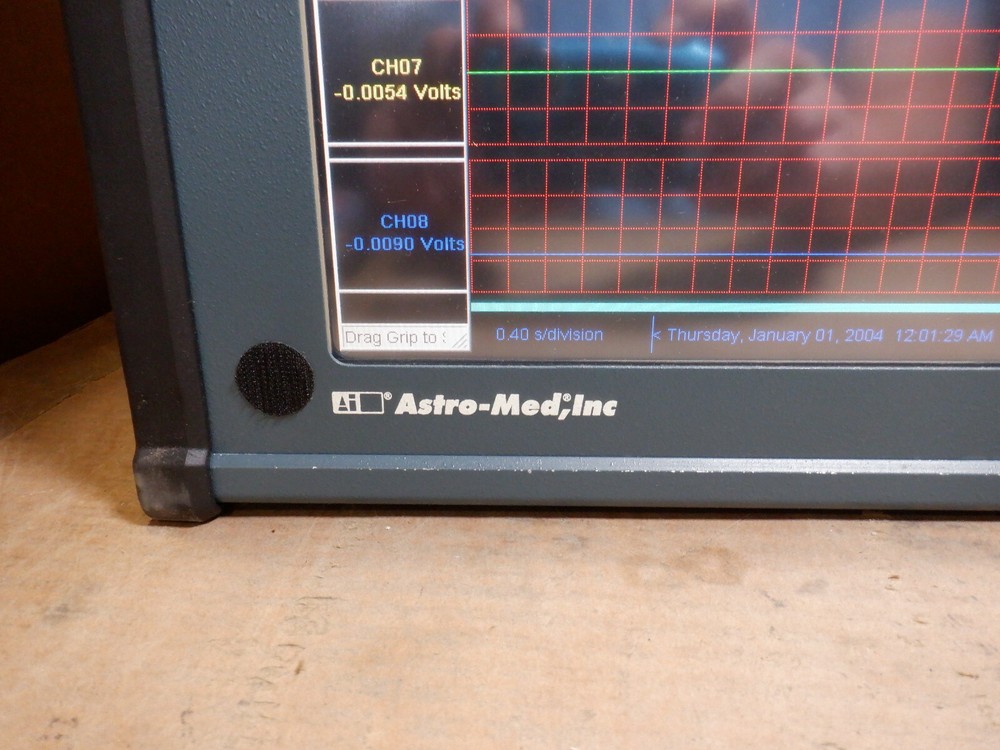 CH07
-0.0054 Volts
CH08
-0.0090 Volts
Drag Grip to
0.40 s/division
< Thursday, January 01, 2004 12:01:29 AM
® Astro-Med,®Inc